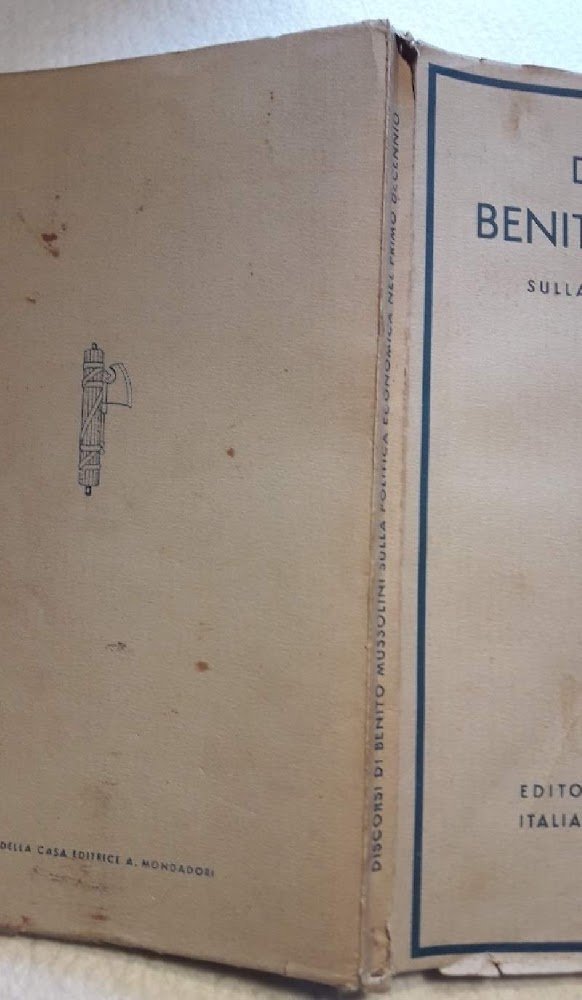 DELLA CASA EDITRICE A. MONDADORI
DISCORSI DI BENITO MUSSOLINI SULLA POLITICA ECONOMICA NEL PRIMO DECENNIO
D
BENIT
SULLA
EDITO
ITALIA